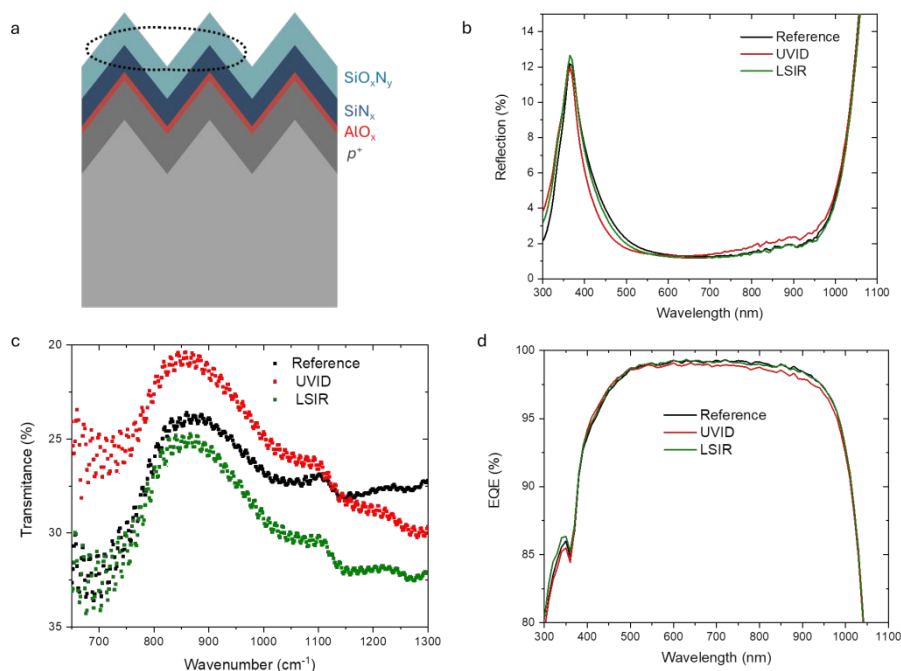 a
SiOxNy
SiNx
AlOx
p+
b
Reference
UVID
LSIR
14
12
10
8
6
4
2
0
Reflection (%)
300 400 500 600 700 800 900 1000 1100
Wavelength (nm)
c
Reference
UVID
LSIR
20
25
30
35
Transmitance (%)
700 800 900 1000 1100 1200 1300
Wavenumber (cm-1)
d
Reference
UVID
LSIR
100
95
90
85
80
EQE (%)
300 400 500 600 700 800 900 1000 1100
Wavelength (nm)